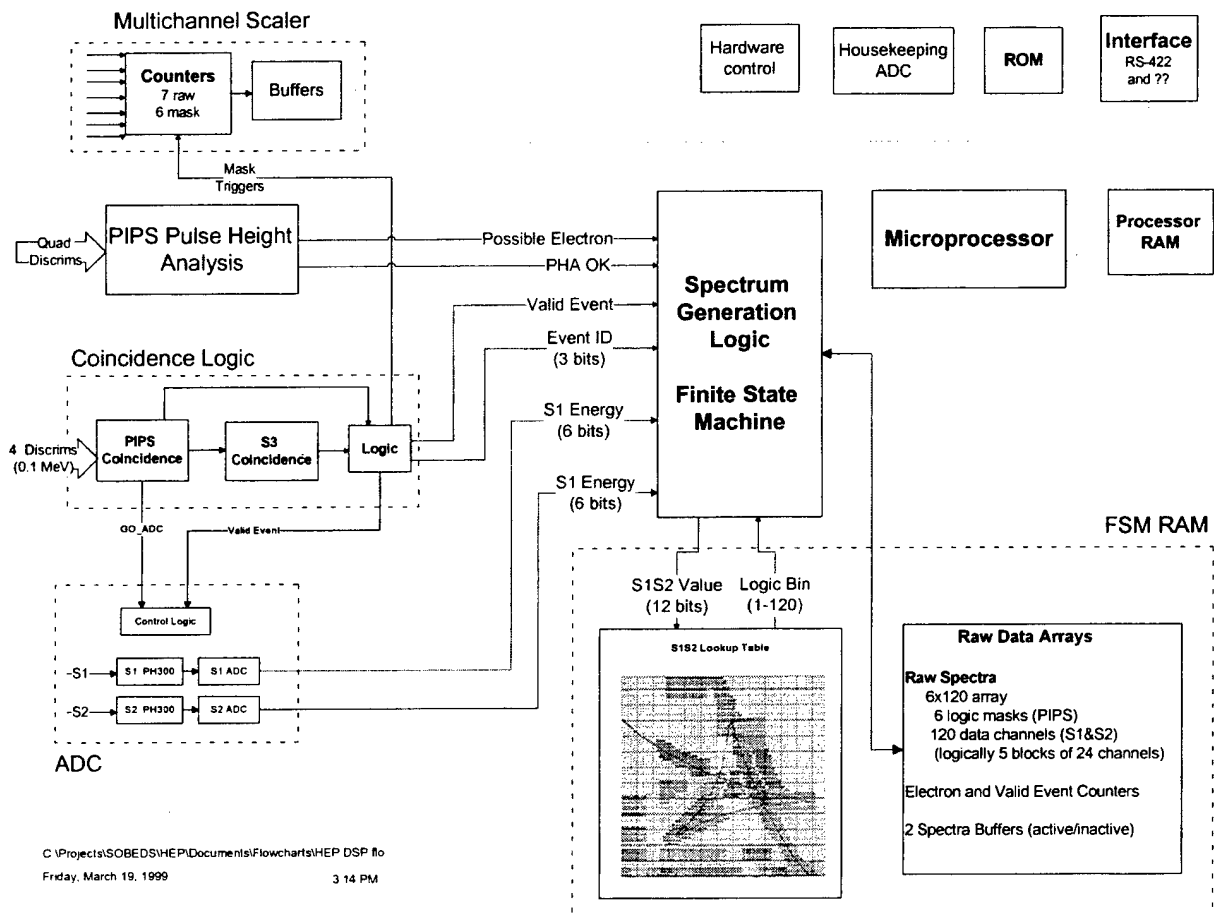 Multichannel Scaler
Counters
7 raw
6 mask
Buffers
Hardware
control
Housekeeping
ADC
ROM
Interface
RS-422
and ??
Mask
Triggers
Quad
Discrims
PIPS Pulse Height
Analysis
Possible Electron
PHA OK
Valid Event
Event ID
(3 bits)
S1 Energy
(6 bits)
S1 Energy
(6 bits)
Spectrum
Generation
Logic
Finite State
Machine
Microprocessor
Processor
RAM
Coincidence Logic
4 Discrims
(0.1 MeV)
PIPS
Coincidence
S3
Coincidence
Logic
GO_ADC
Valid Event
Control Logic
-S1
S1 PH300
S1 ADC
-S2
S2 PH300
S2 ADC
ADC
FSM RAM
S1S2 Value
(12 bits)
Logic Bin
(1-120)
S1S2 Lookup Table
Raw Data Arrays
Raw Spectra
6x120 array
6 logic masks (PIPS)
120 data channels (S1&S2)
(logically 5 blocks of 24 channels)
Electron and Valid Event Counters
2 Spectra Buffers (active/inactive)
C \Projects\SOBEDS\HEP\Documents\Flowcharts\HEP DSP flo
Friday, March 19, 1999 3 14 PM